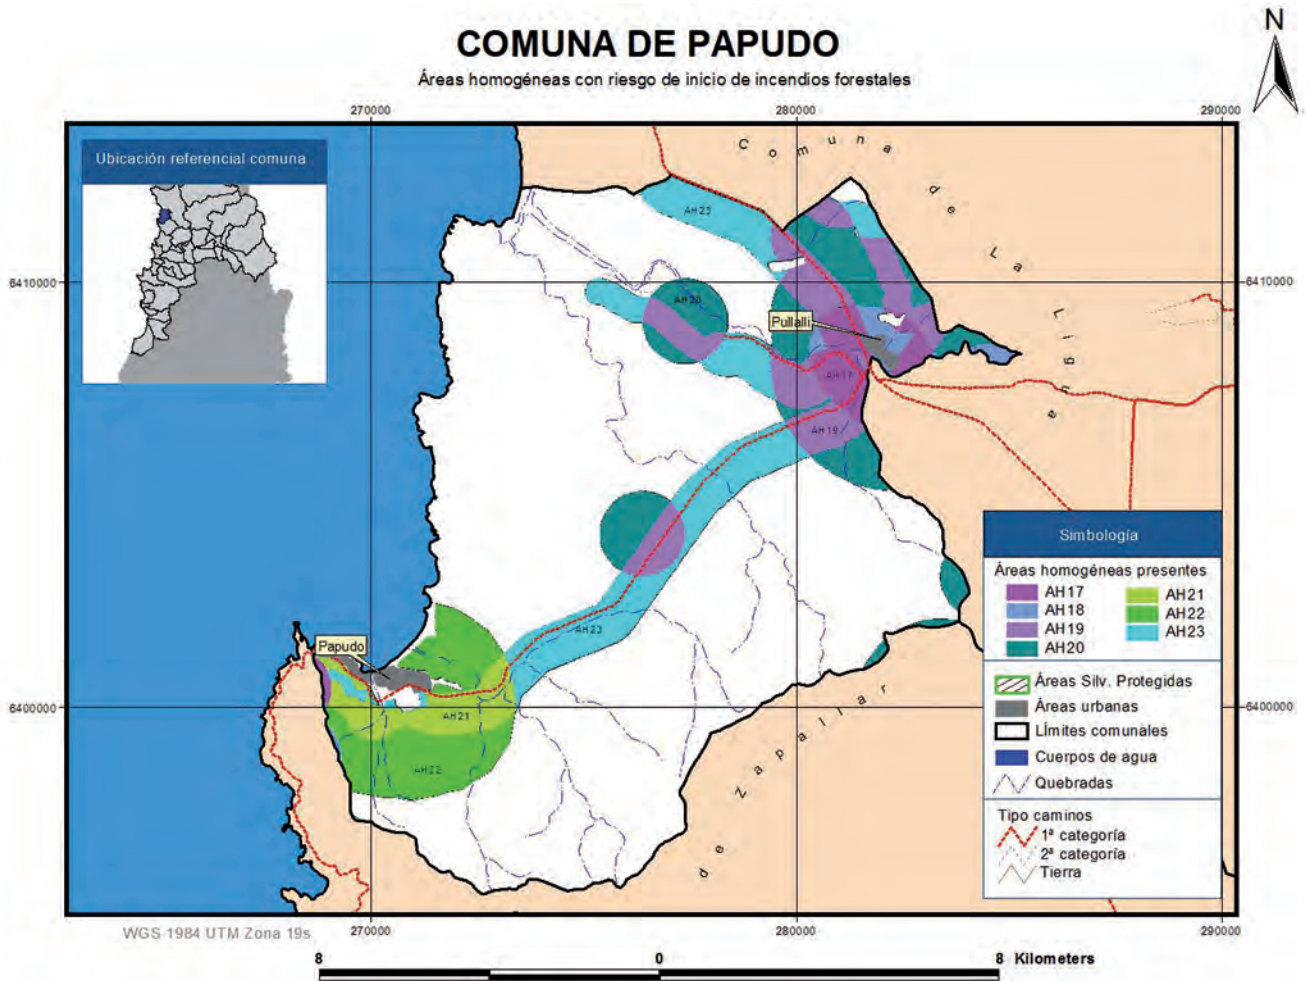 COMUNA DE PAPUDO
Áreas homogéneas con riesgo de inicio de incendios forestales
N
270000
280000
290000
Ubicación referencial comuna
Comuna de La Ligua
AH23
6410000
6410000
AH20
Pullalli
AH17
AH19
Simbología
Áreas homogéneas presentes
AH17
AH21
AH18
AH22
AH19
AH23
AH20
AH23
Papudo
Áreas Silv. Protegidas
6400000
6400000
AH21
Áreas urbanas
Límites comunales
Cuerpos de agua
AH22
Quebradas
de Zapallar
Tipo caminos
1ª categoría
2ª categoría
Tierra
270000
280000
290000
WGS 1984 UTM Zona 19s
8
0
8 Kilometers